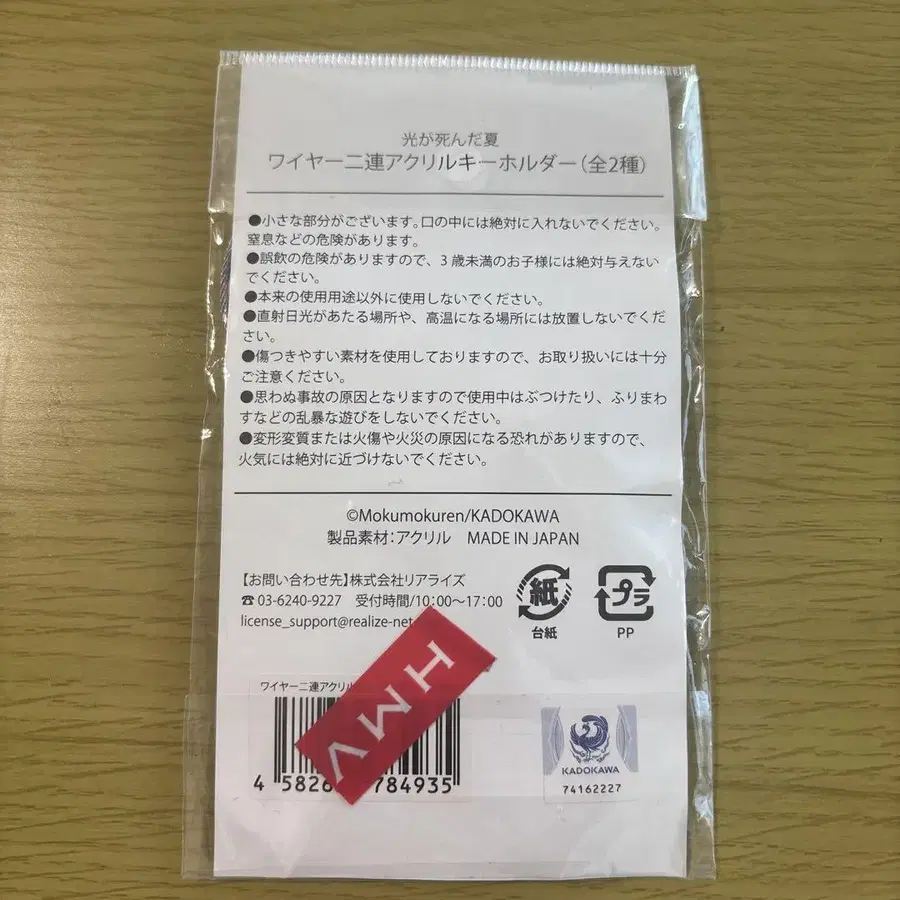 光が死んだ夏
ワイヤー二連アクリルキーホルダー(全2種)
●小さな部分がございます。口の中には絶対に入れないでください。
窒息などの危険があります。
●誤飲の危険がありますので、3歳未満のお子様には絶対与えない
でください。
●本来の使用用途以外に使用しないでください。
●直射日光があたる場所や、高温になる場所には放置しないでくだ
さい。
●傷つきやすい素材を使用しておりますので、お取り扱いには十分
ご注意ください。
●思わぬ事故の原因となりますので使用中はぶつけたり、ふりまわ
すなどの乱暴な遊びをしないでください。
●変形変質または火傷や火災の原因になる恐れがありますので、
火気には絶対に近づけないでください。
©Mokumokuren/KADOKAWA
製品素材:アクリル MADE IN JAPAN
【お問い合わせ先】株式会社リアライズ
☎03-6240-9227 受付時間/10:00〜17:00
license_support@realize-net
紙
台紙
プラ
PP
HMV
ワイヤー二連アクリル
4 5826 784935
KADOKAWA
74162227